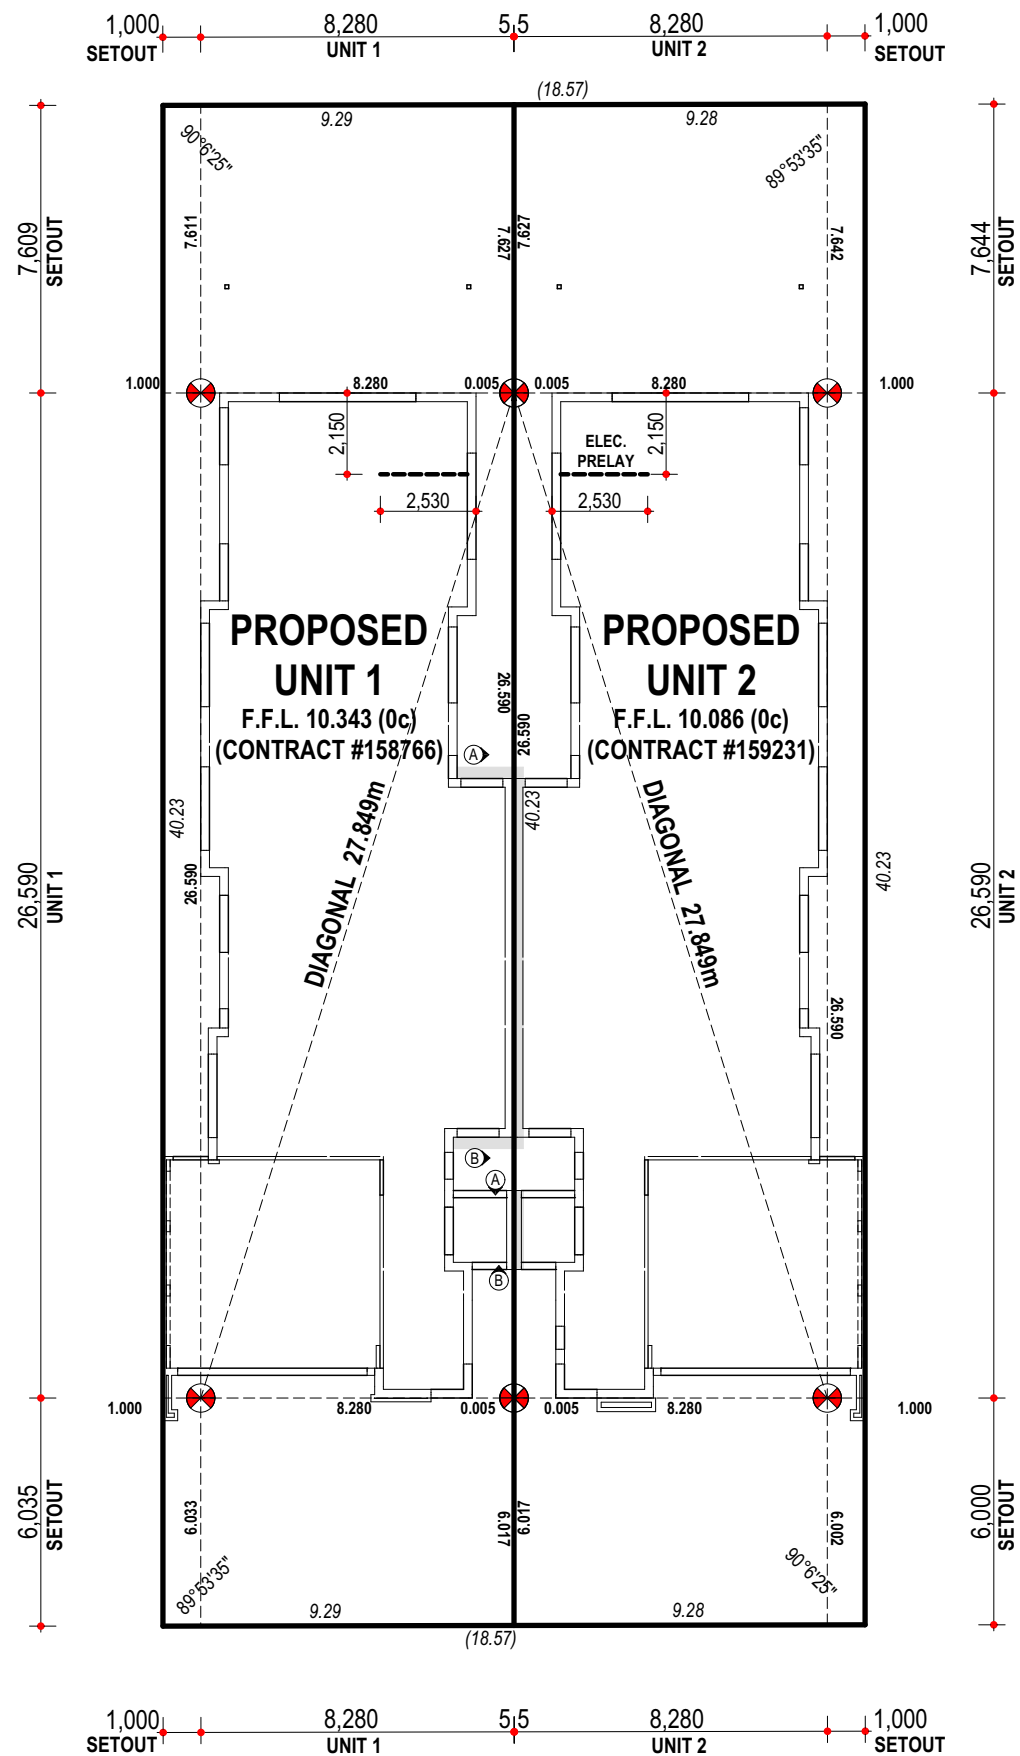 1,000 8,280 5,5 8,280 1,000
SETOUT UNIT 1 UNIT 2 SETOUT
(18.57)
9.29 9.28
90°6'25" 89°53'35"
7,609 SETOUT
7.611 7.627 7.627 7.642
7,644 SETOUT
1.000 8.280 0.005 0.005 8.280 1.000
2,150 2,150
ELEC.
PRELAY
2,530 2,530
PROPOSED
UNIT 1
F.F.L. 10.343 (0c)
(CONTRACT #158766)
PROPOSED
UNIT 2
F.F.L. 10.086 (0c)
(CONTRACT #159231)
26.590 26.590
A
40.23 40.23 40.23
DIAGONAL 27.849m
DIAGONAL 27.849m
26,590 UNIT 1
26.590
26,590 UNIT 2
26.590
B
A
B
1.000 8.280 0.005 0.005 8.280 1.000
6,035 SETOUT
6.033 6.017 6.017 6.002
6,000 SETOUT
89°53'35" 90°6'25"
9.29 9.28
(18.57)
1,000 8,280 5,5 8,280 1,000
SETOUT UNIT 1 UNIT 2 SETOUT